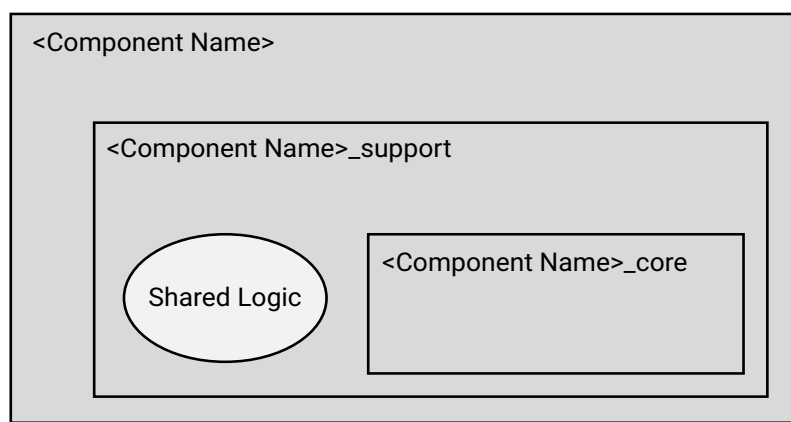 <Component Name>
<Component Name>_support
<Component Name>_core
Shared Logic